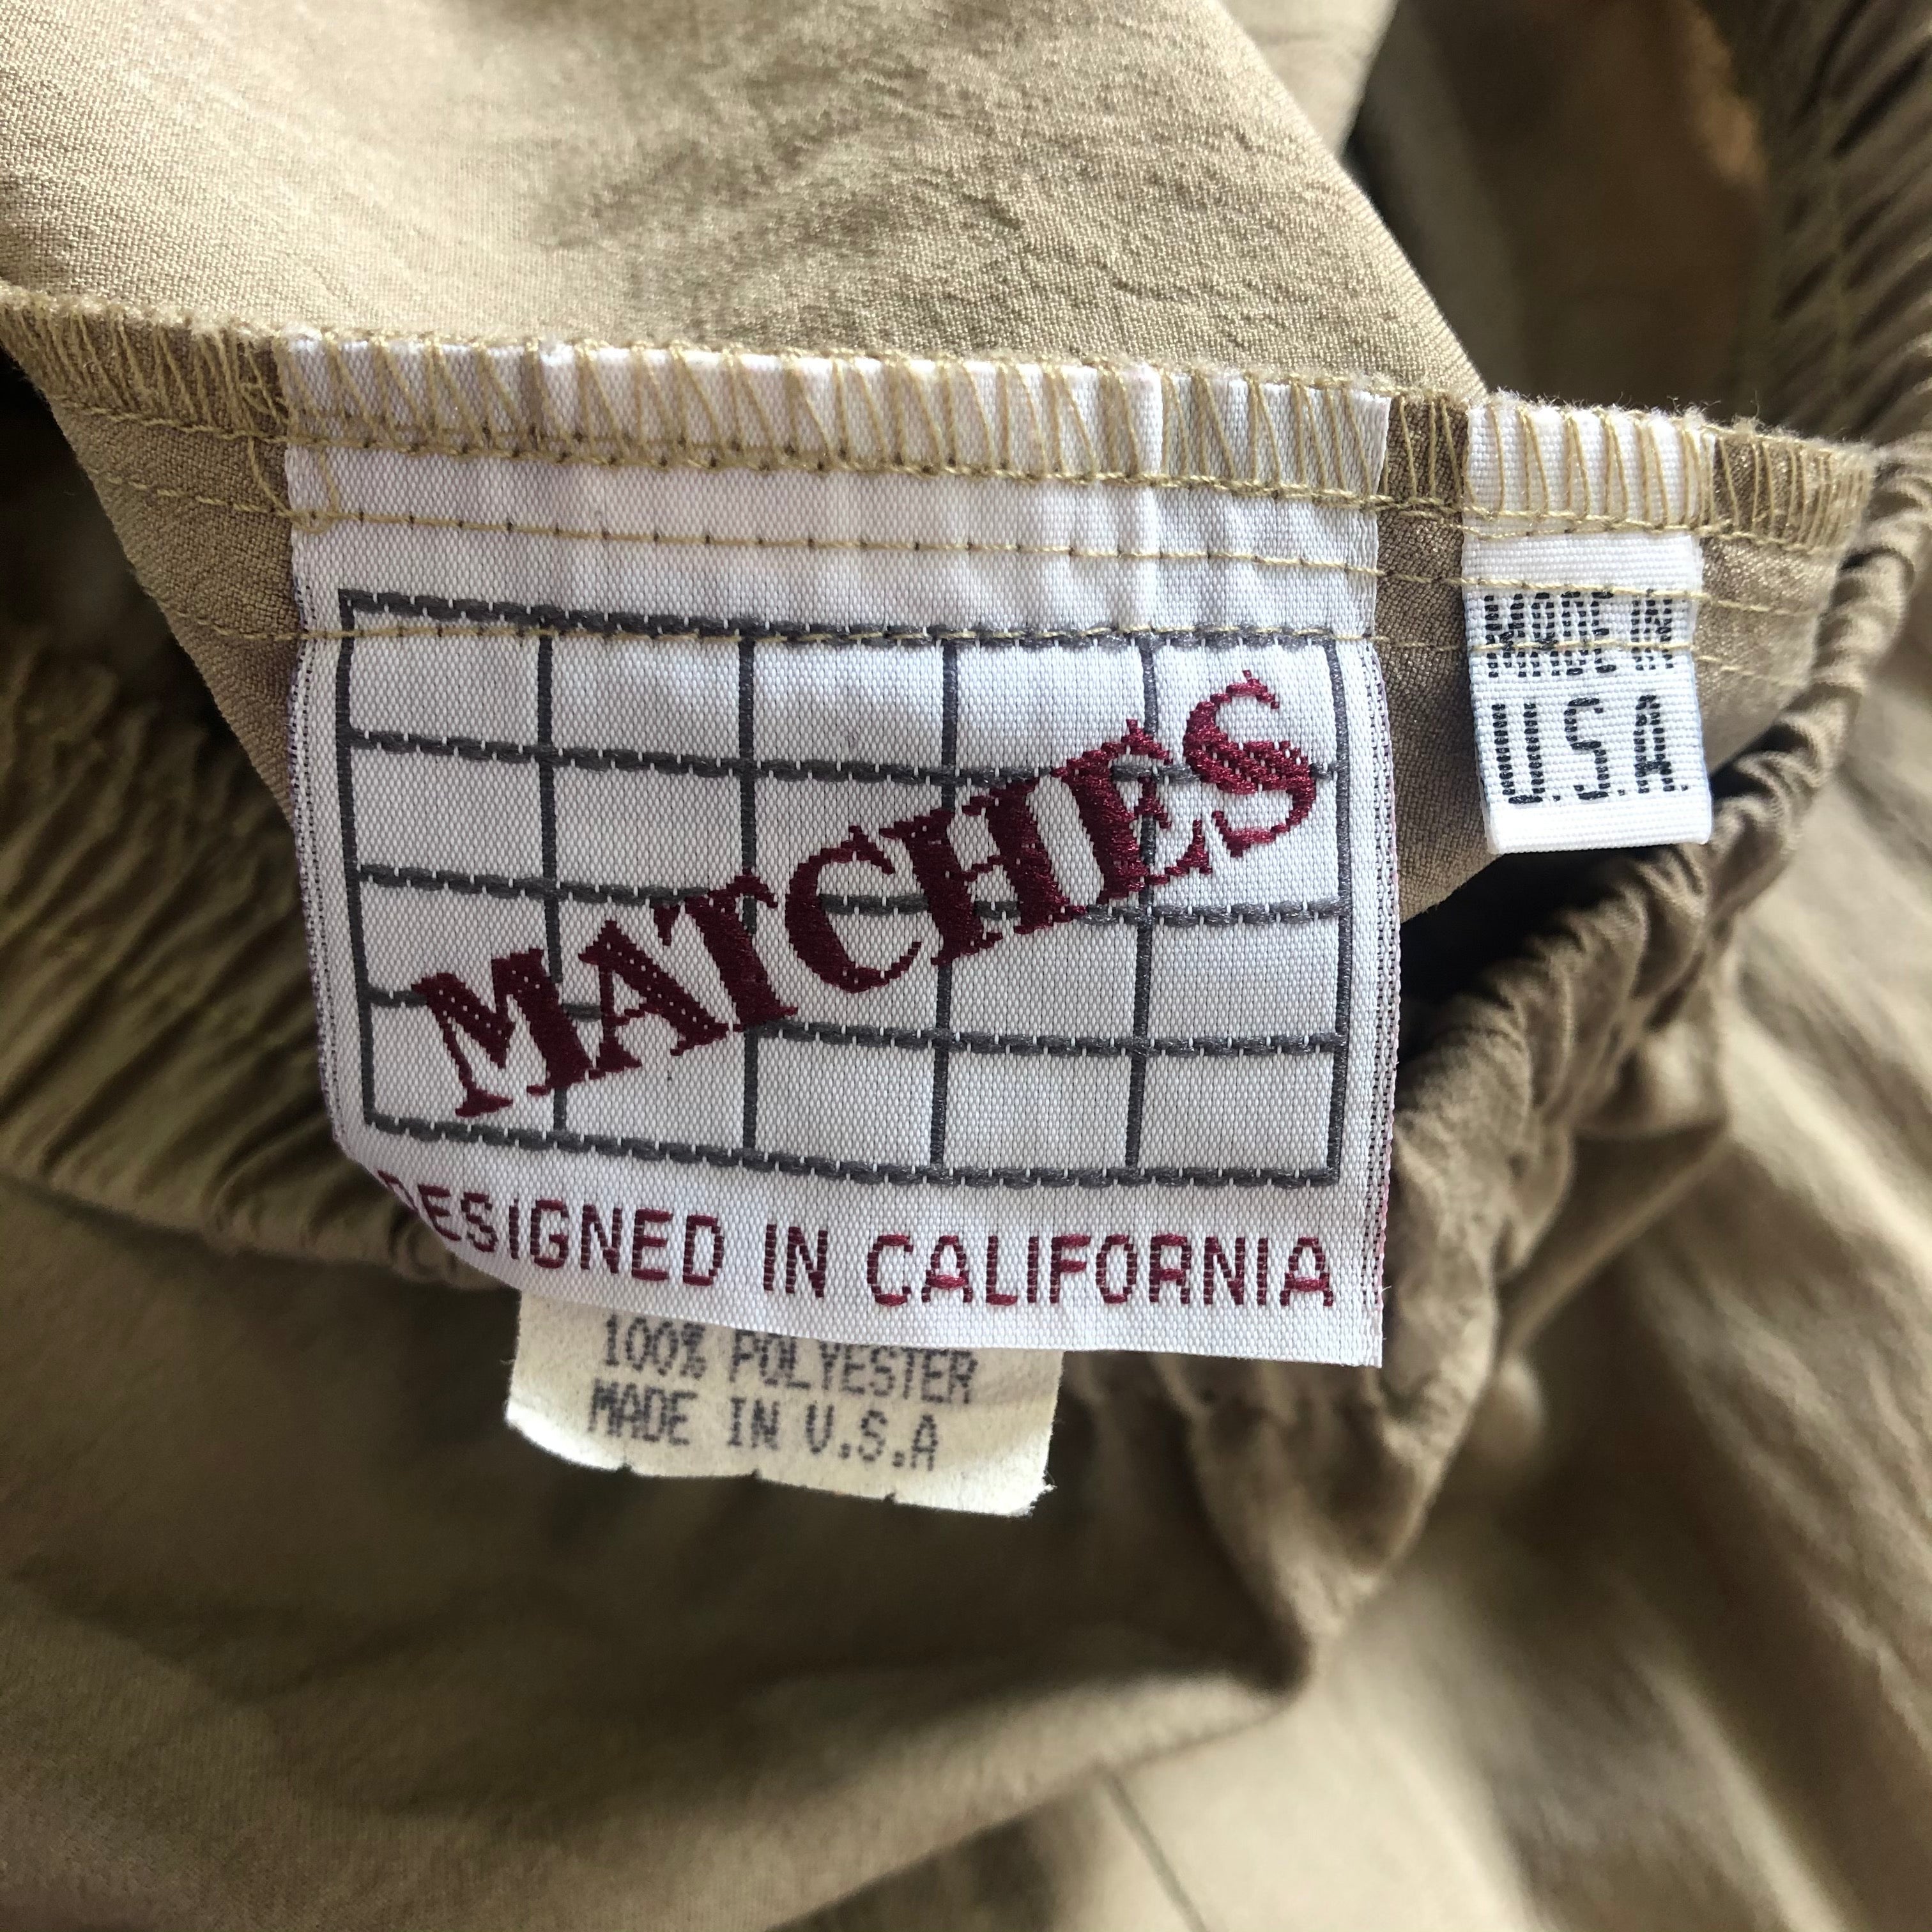 MATCHES
DESIGNED IN CALIFORNIA
MADE IN
U.S.A.
100% POLYESTER
MADE IN U.S.A